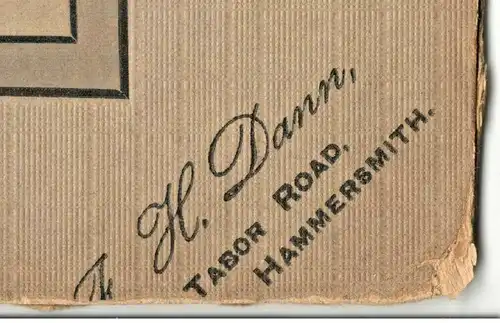 H. Dann,
TABOR ROAD,
HAMMERSMITH.